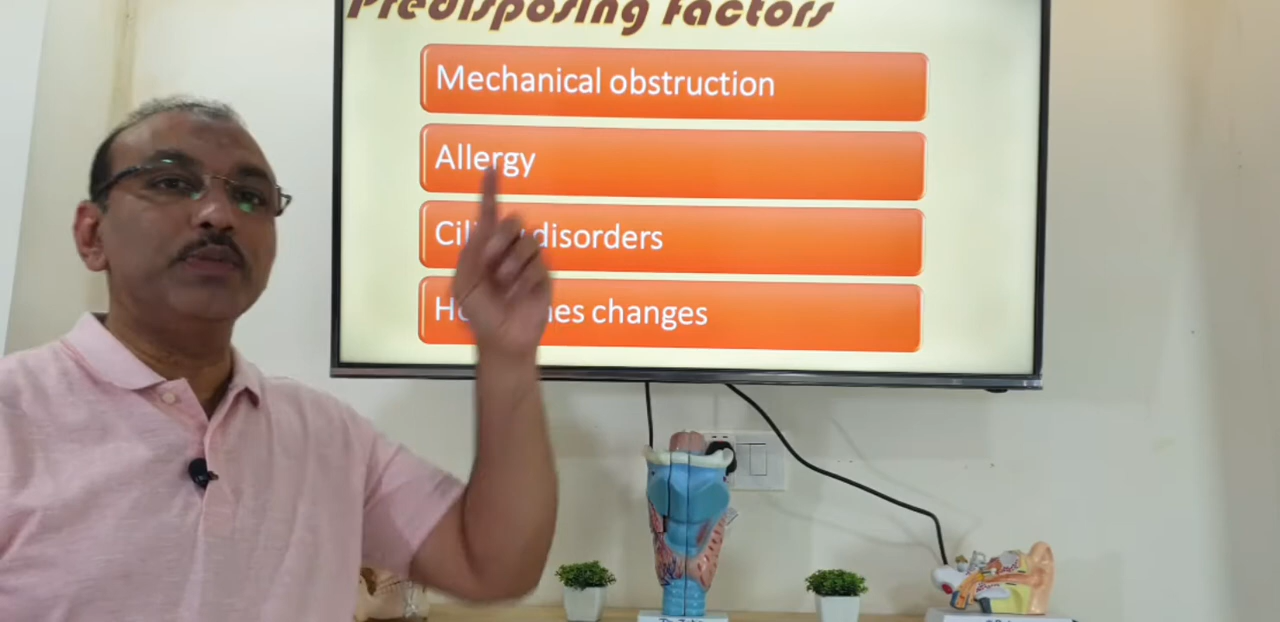 Predisposing factors
Mechanical obstruction
Allergy
disorders
changes